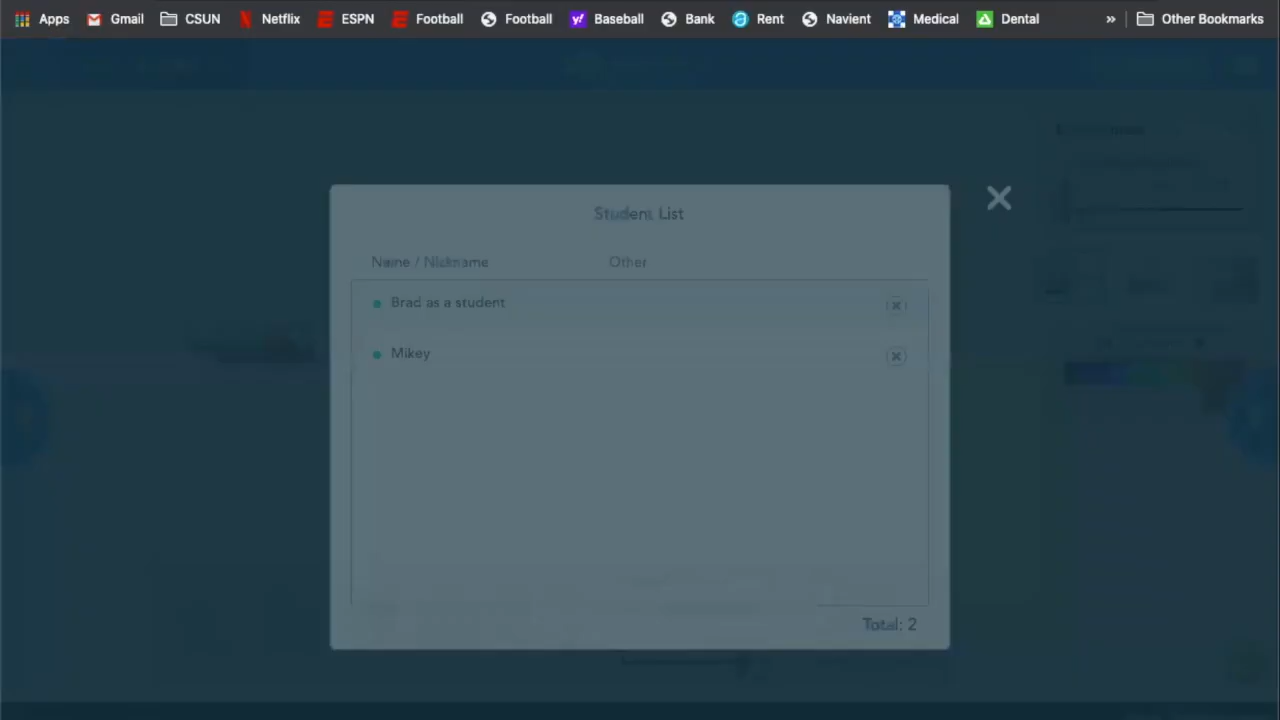 Apps Gmail CSUN Netflix ESPN Football Football Baseball Bank Rent Navient Medical Dental » Other Bookmarks
Student List
Name / Nickname Other
Brad as a student
Mikey
Total: 2